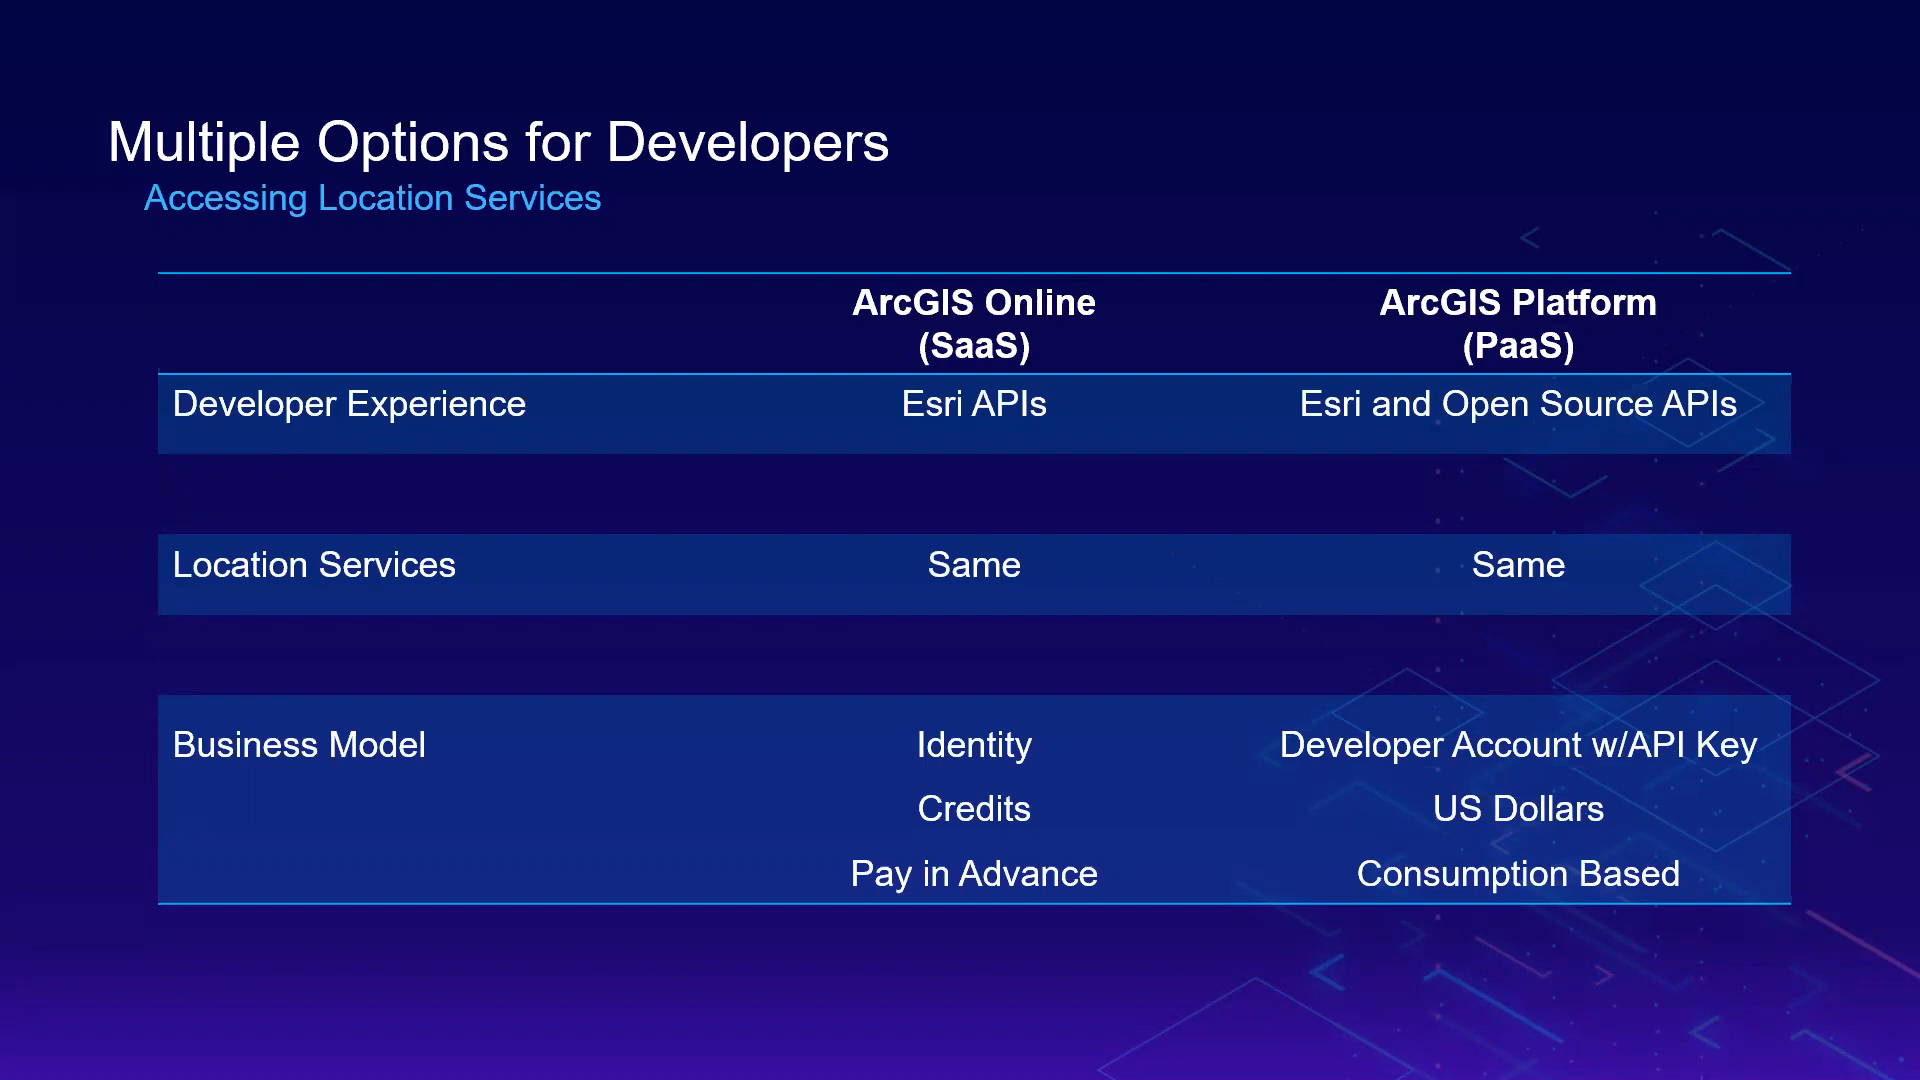 Multiple Options for Developers
Accessing Location Services
ArcGIS Online ArcGIS Platform
(SaaS) (PaaS)
Developer Experience Esri APIs Esri and Open Source APIs
Location Services Same Same
Business Model Identity Developer Account w/API Key
Credits US Dollars
Pay in Advance Consumption Based